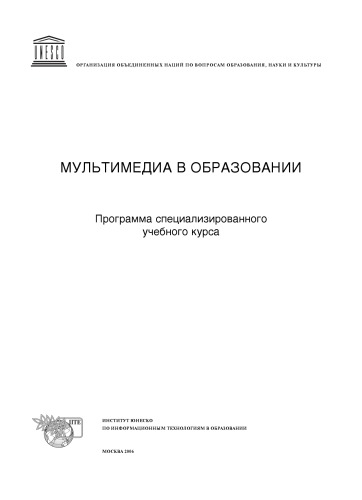 UNESCO
ОРГАНИЗАЦИЯ ОБЪЕДИНЕННЫХ НАЦИЙ ПО ВОПРОСАМ ОБРАЗОВАНИЯ, НАУКИ И КУЛЬТУРЫ
МУЛЬТИМЕДИА В ОБРАЗОВАНИИ
Программа специализированного
учебного курса
IITE
ИНСТИТУТ ЮНЕСКО
ПО ИНФОРМАЦИОННЫМ ТЕХНОЛОГИЯМ В ОБРАЗОВАНИИ
МОСКВА 2006